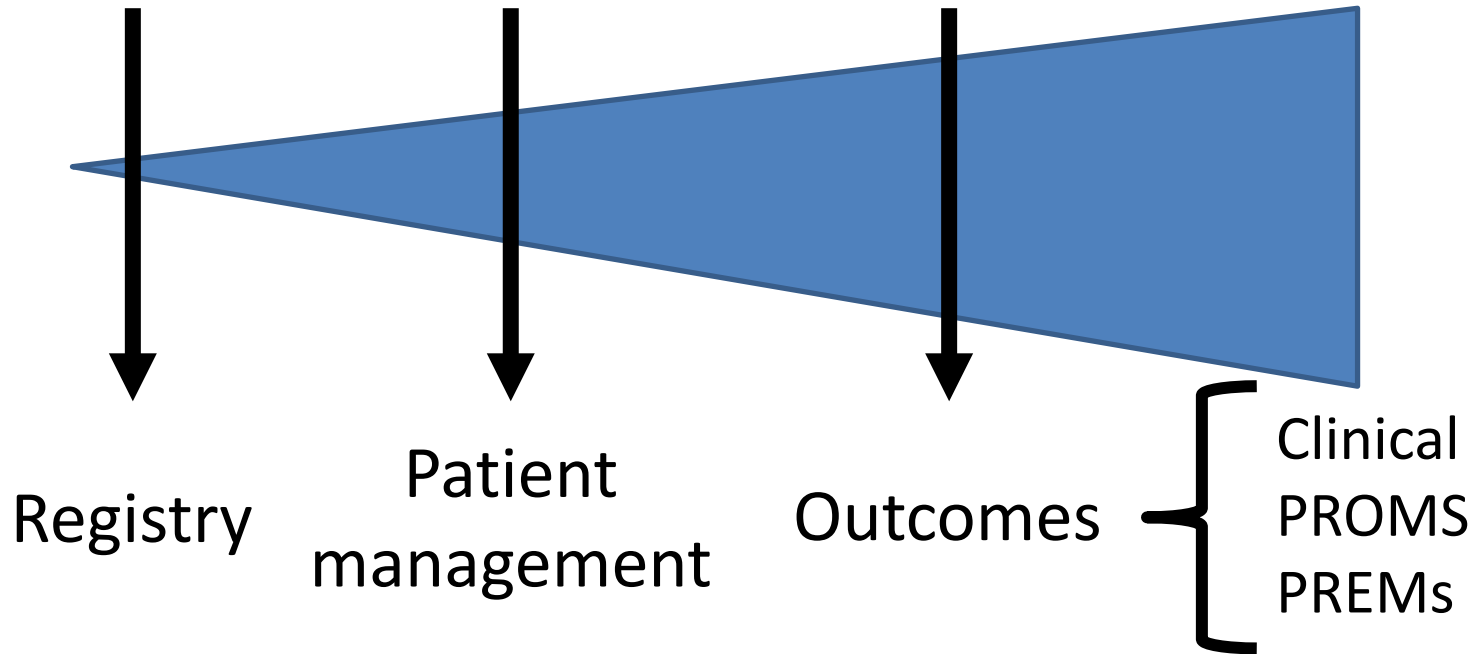 Registry
Patient
management
Outcomes
Clinical
PROMS
PREMs